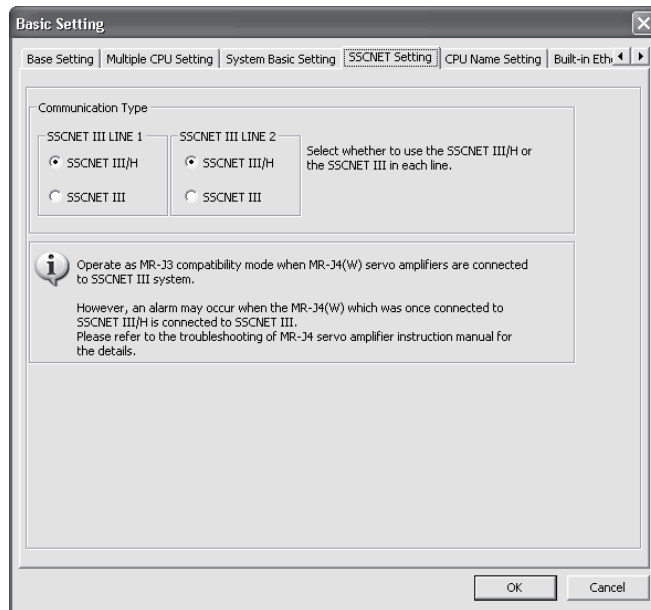 Basic Setting
Base Setting Multiple CPU Setting System Basic Setting SSCNET Setting CPU Name Setting Built-in Eth
Communication Type
SSCNET III LINE 1
SSCNET III/H
SSCNET III
SSCNET III LINE 2
SSCNET III/H
SSCNET III
Select whether to use the SSCNET III/H or
the SSCNET III in each line.
Operate as MR-J3 compatibility mode when MR-J4(W) servo amplifiers are connected
to SSCNET III system.
However, an alarm may occur when the MR-J4(W) which was once connected to
SSCNET III/H is connected to SSCNET III.
Please refer to the troubleshooting of MR-J4 servo amplifier instruction manual for
the details.
OK Cancel